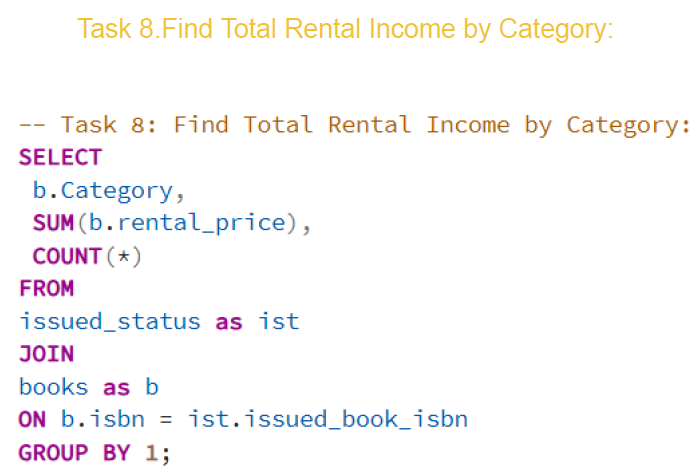 Task 8.Find Total Rental Income by Category:
-- Task 8: Find Total Rental Income by Category:
SELECT
b.Category,
SUM(b.rental_price),
COUNT(*)
FROM
issued_status as ist
JOIN
books as b
ON b.isbn = ist.issued_book_isbn
GROUP BY 1;